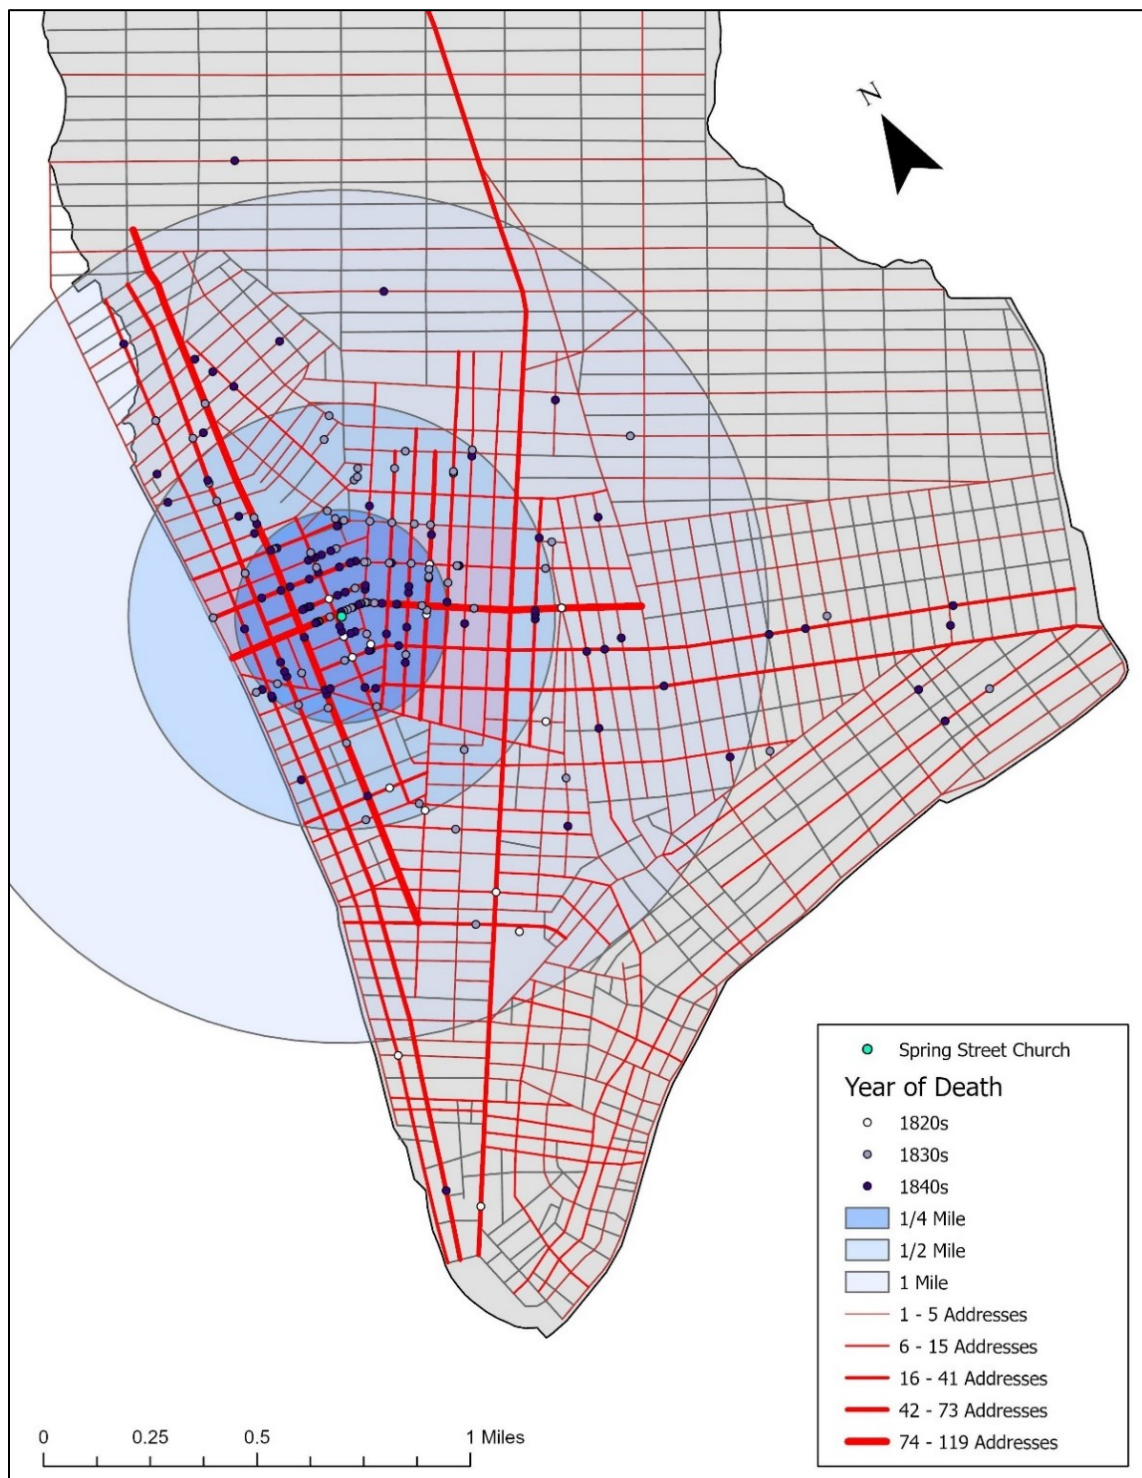 N
Spring Street Church
Year of Death
1820s
1830s
1840s
1/4 Mile
1/2 Mile
1 Mile
1 - 5 Addresses
6 - 15 Addresses
16 - 41 Addresses
42 - 73 Addresses
74 - 119 Addresses
0 0.25 0.5 1 Miles